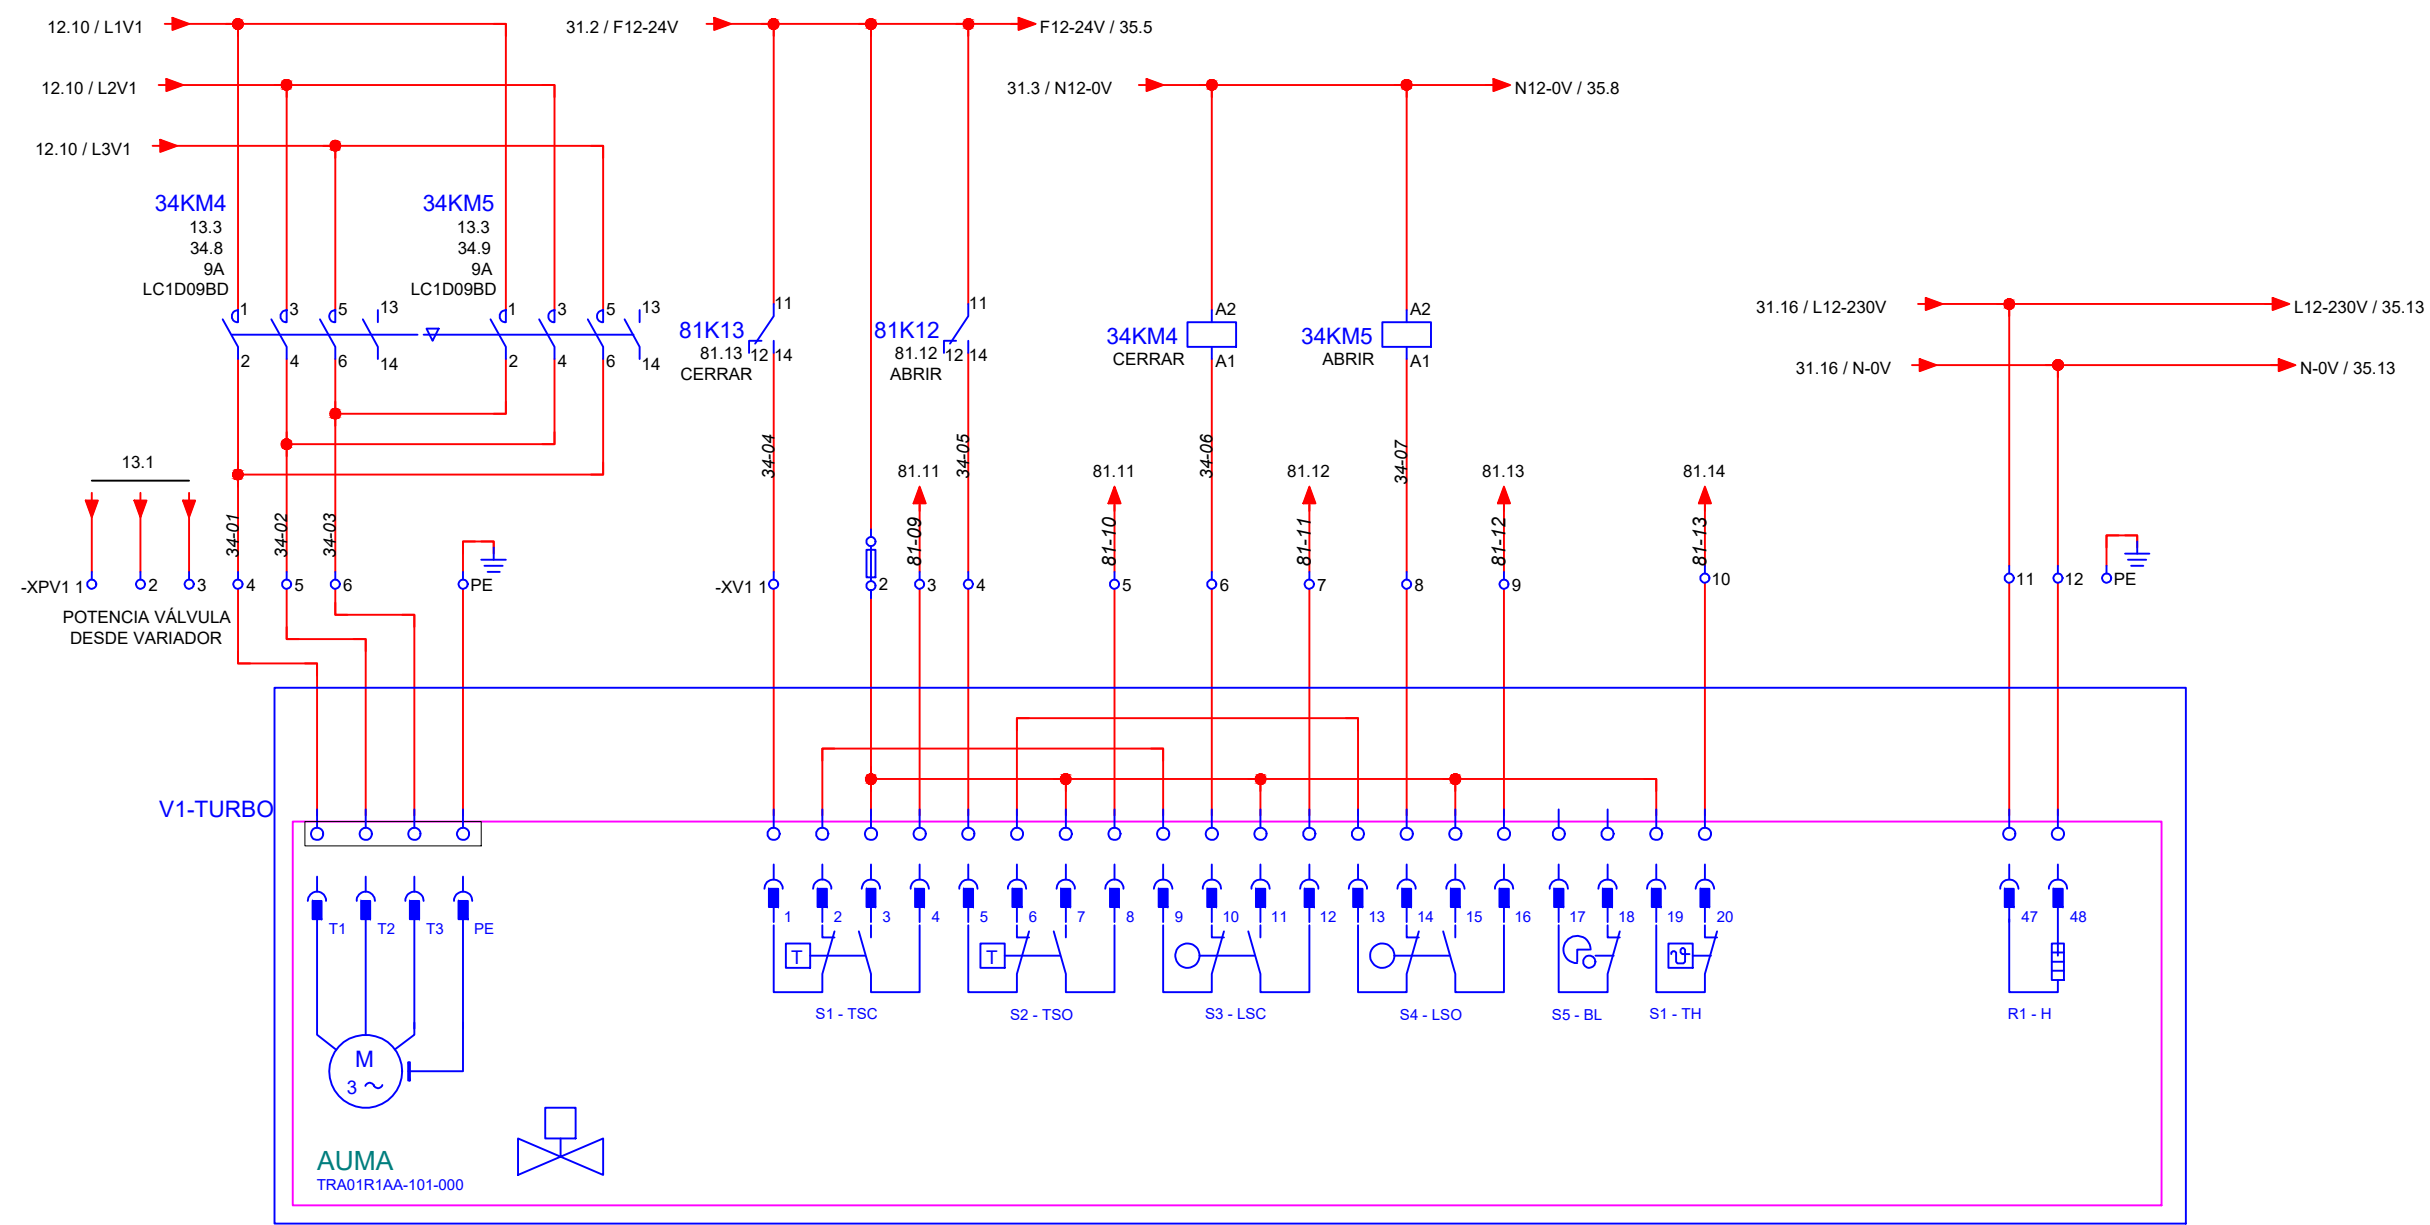 12.10 / L1V1
31.2 / F12-24V
F12-24V / 35.5
12.10 / L2V1
31.3 / N12-0V
N12-0V / 35.8
12.10 / L3V1
34KM4
13.3
34.8
9A
LC1D09BD
34KM5
13.3
34.9
9A
LC1D09BD
1 3 5 13
2 4 6 14
1 3 5 13
2 4 6 14
11
81K13
81.13 12 14
CERRAR
11
81K12
81.12 12 14
ABRIR
A2
34KM4
CERRAR A1
A2
34KM5
ABRIR A1
31.16 / L12-230V
L12-230V / 35.13
31.16 / N-0V
N-0V / 35.13
13.1
34-01
34-02
34-03
34-04
81.11
81-09
34-05
81.11
81-10
34-06
81.12
81-11
34-07
81.13
81-12
81.14
81-13
-XPV1 1 2 3 4 5 6 PE
-XV1 1 2 3 4 5 6 7 8 9 10 11 12 PE
POTENCIA VÁLVULA
DESDE VARIADOR
V1-TURBO
T1 T2 T3 PE
1 2 3 4 5 6 7 8 9 10 11 12 13 14 15 16 17 18 19 20 47 48
T
T
ϑ
S1 - TSC
S2 - TSO
S3 - LSC
S4 - LSO
S5 - BL
S1 - TH
R1 - H
M
3 ~
AUMA
TRA01R1AA-101-000